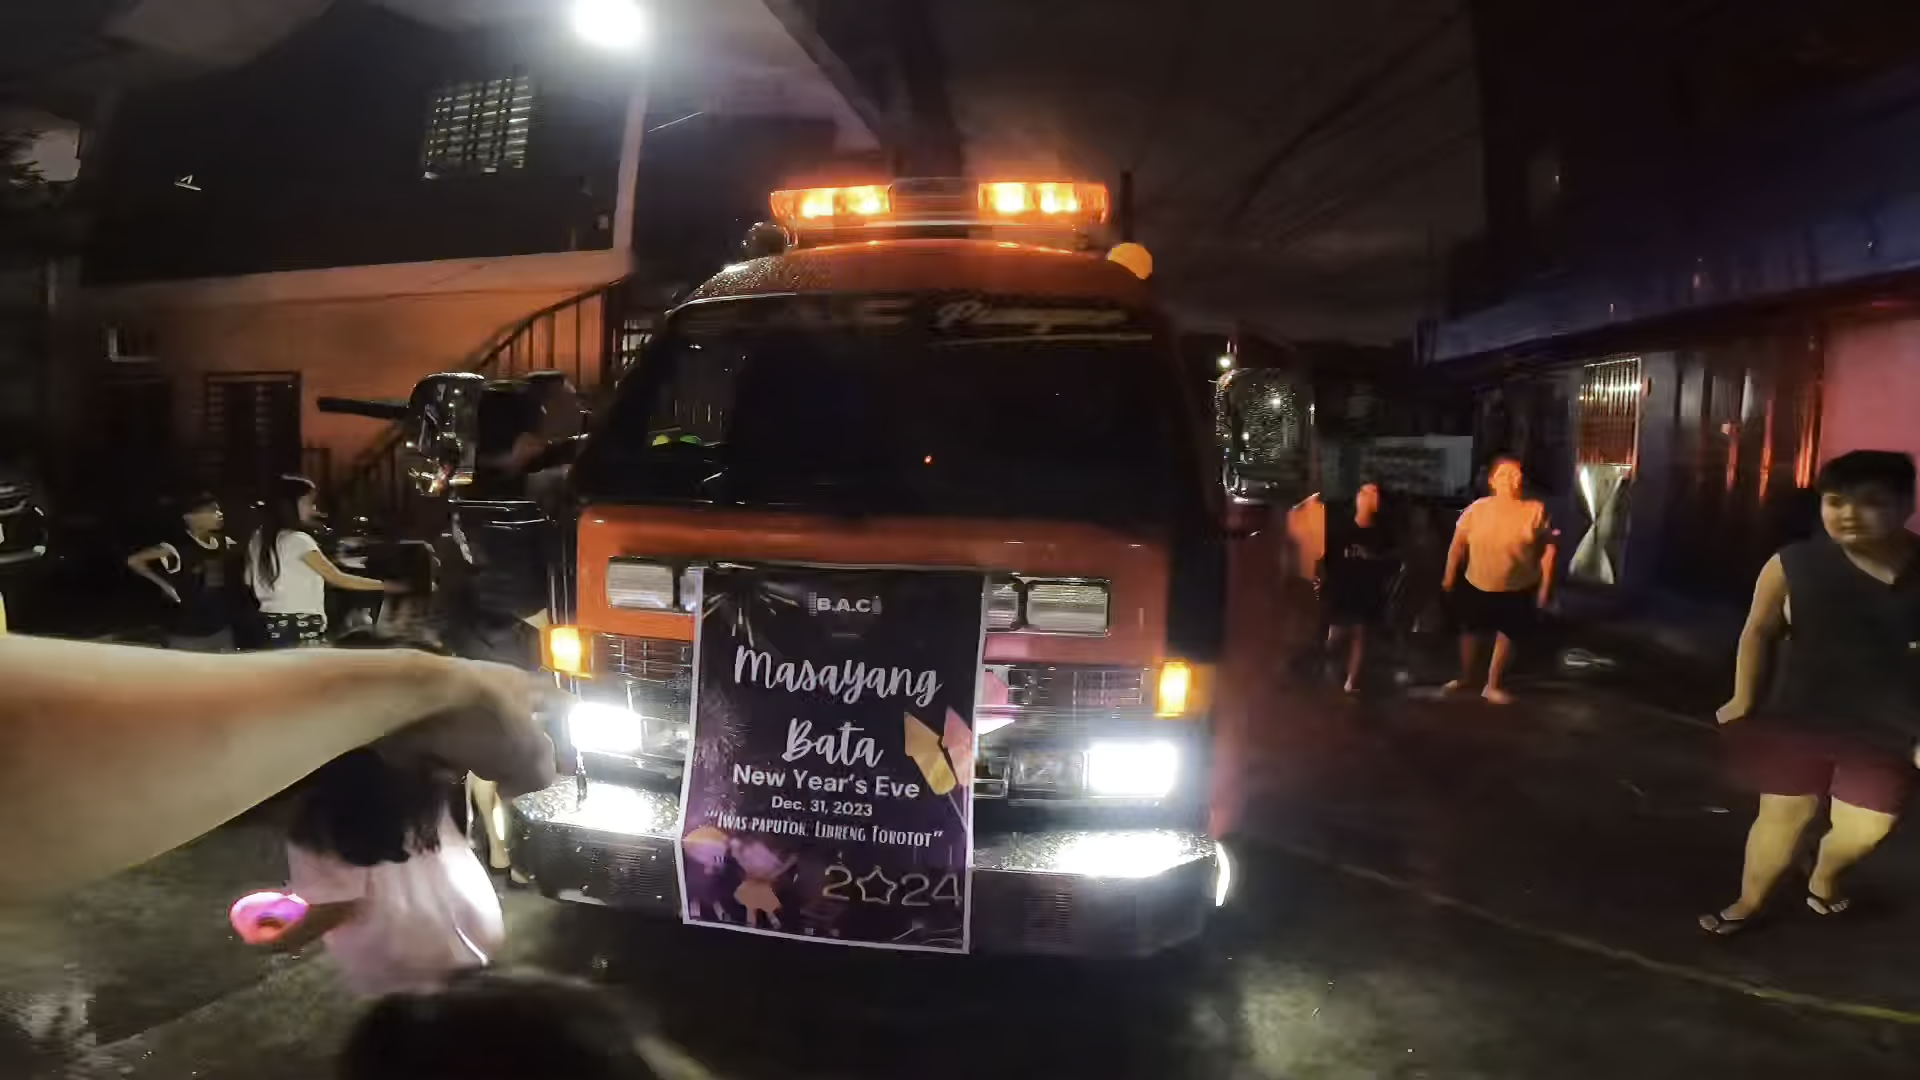 B.A.C
Masayang
Bata
New Year's Eve
Dec. 31, 2023
"Iwas paputok, Libreng Torotot"
2024